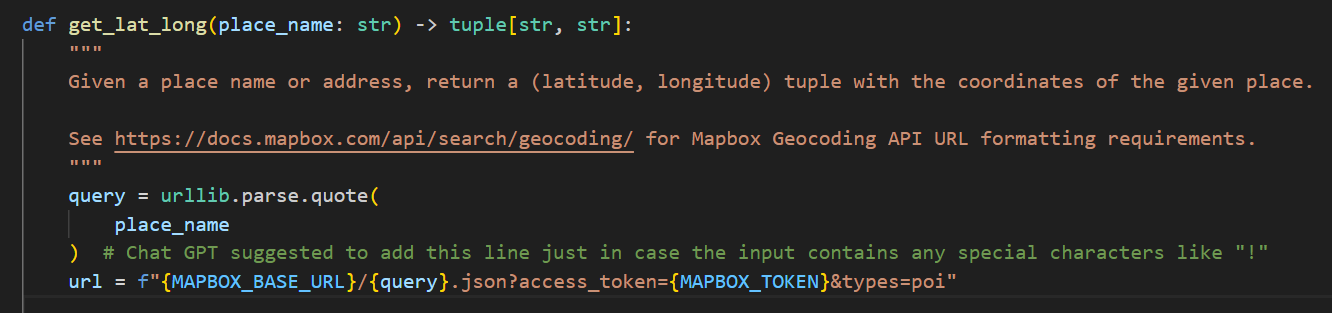 def get_lat_long(place_name: str) -> tuple[str, str]:
    """
    Given a place name or address, return a (latitude, longitude) tuple with the coordinates of the given place.

    See https://docs.mapbox.com/api/search/geocoding/ for Mapbox Geocoding API URL formatting requirements.
    """
    query = urllib.parse.quote(
        place_name
    )  # Chat GPT suggested to add this line just in case the input contains any special characters like "!"
    url = f"{MAPBOX_BASE_URL}/{query}.json?access_token={MAPBOX_TOKEN}&types=poi"